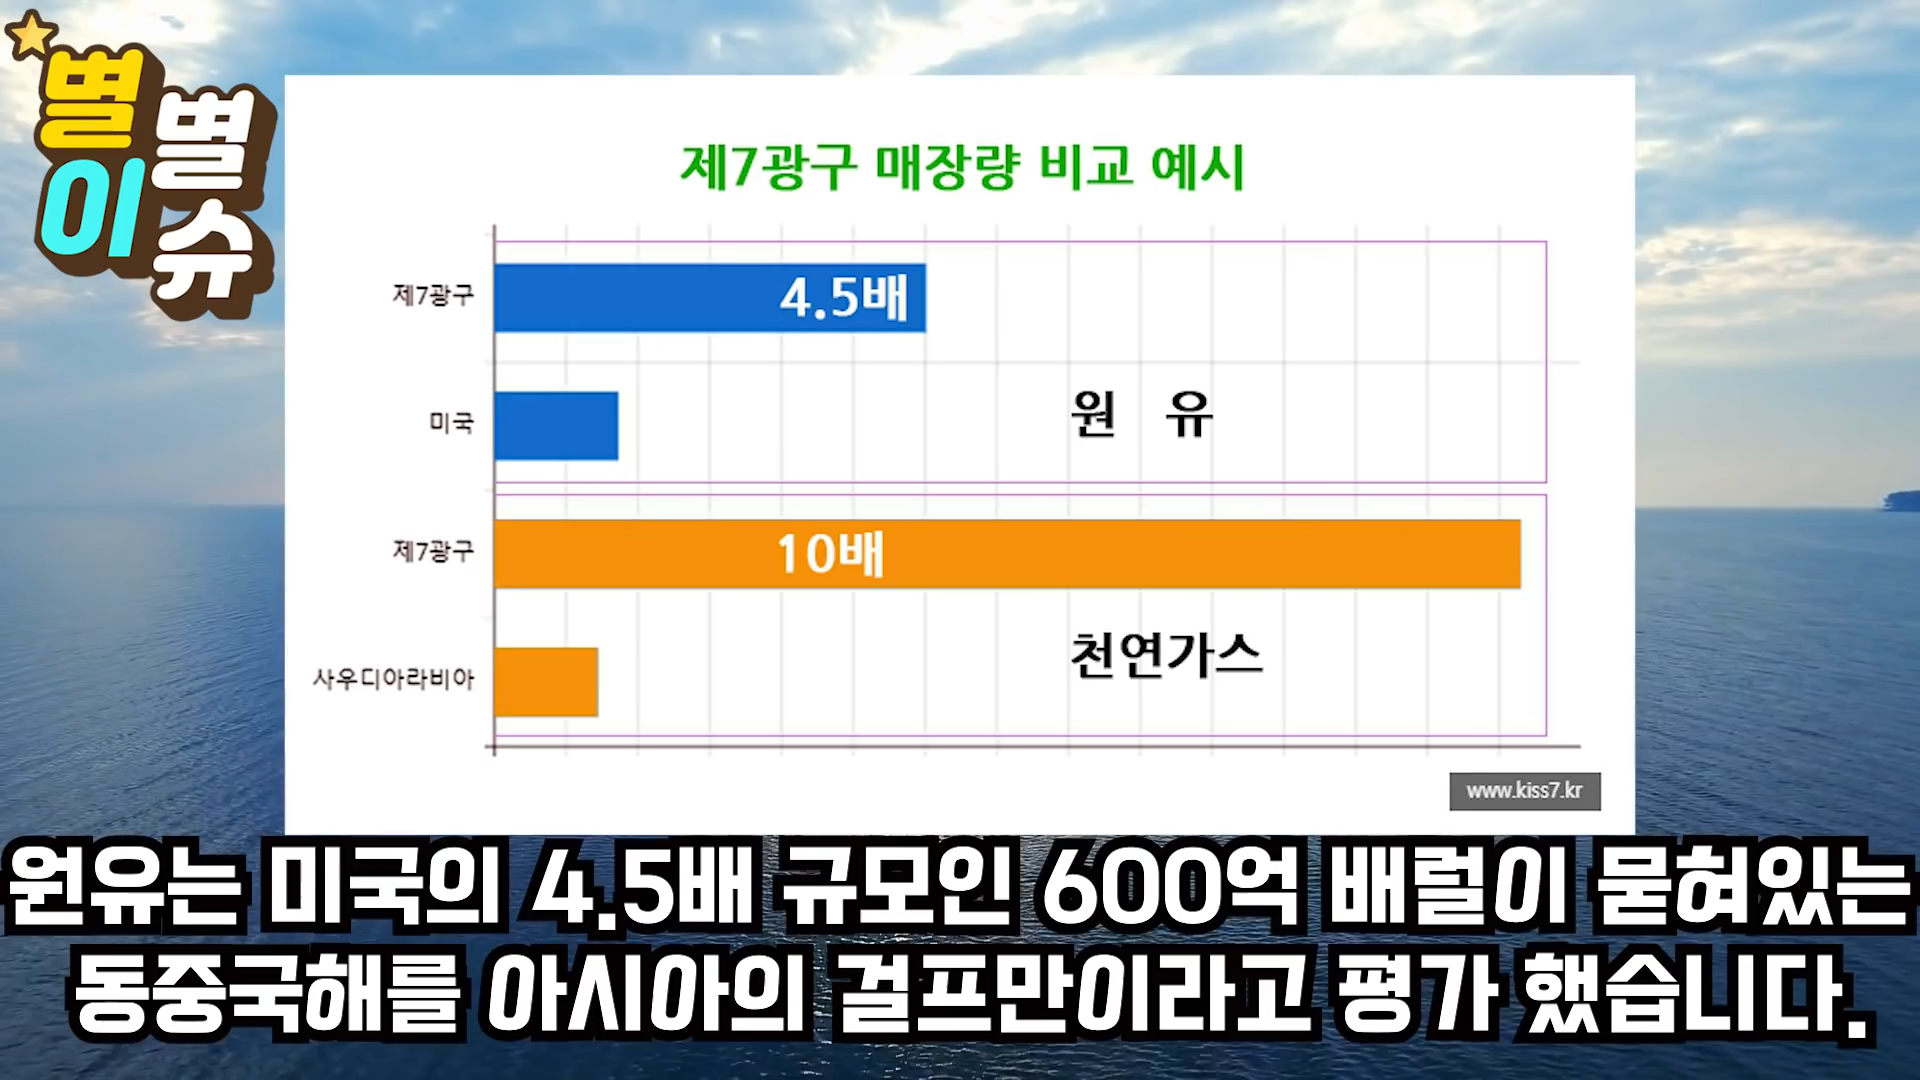 별별
이슈
제7광구 매장량 비교 예시
제7광구
4.5배
미국
원 유
제7광구
10배
사우디아라비아
천연가스
www.kiss7.kr
원유는 미국의 4.5배 규모인 600억 배럴이 묻혀있는
동중국해를 아시아의 걸프만이라고 평가 했습니다.